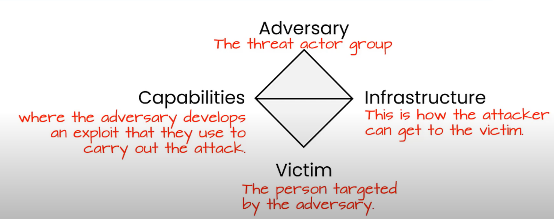 Adversary
The threat actor group
Capabilities
where the adversary develops
an exploit that they use to
carry out the attack.
Infrastructure
This is how the attacker
can get to the victim.
Victim
The person targeted
by the adversary.